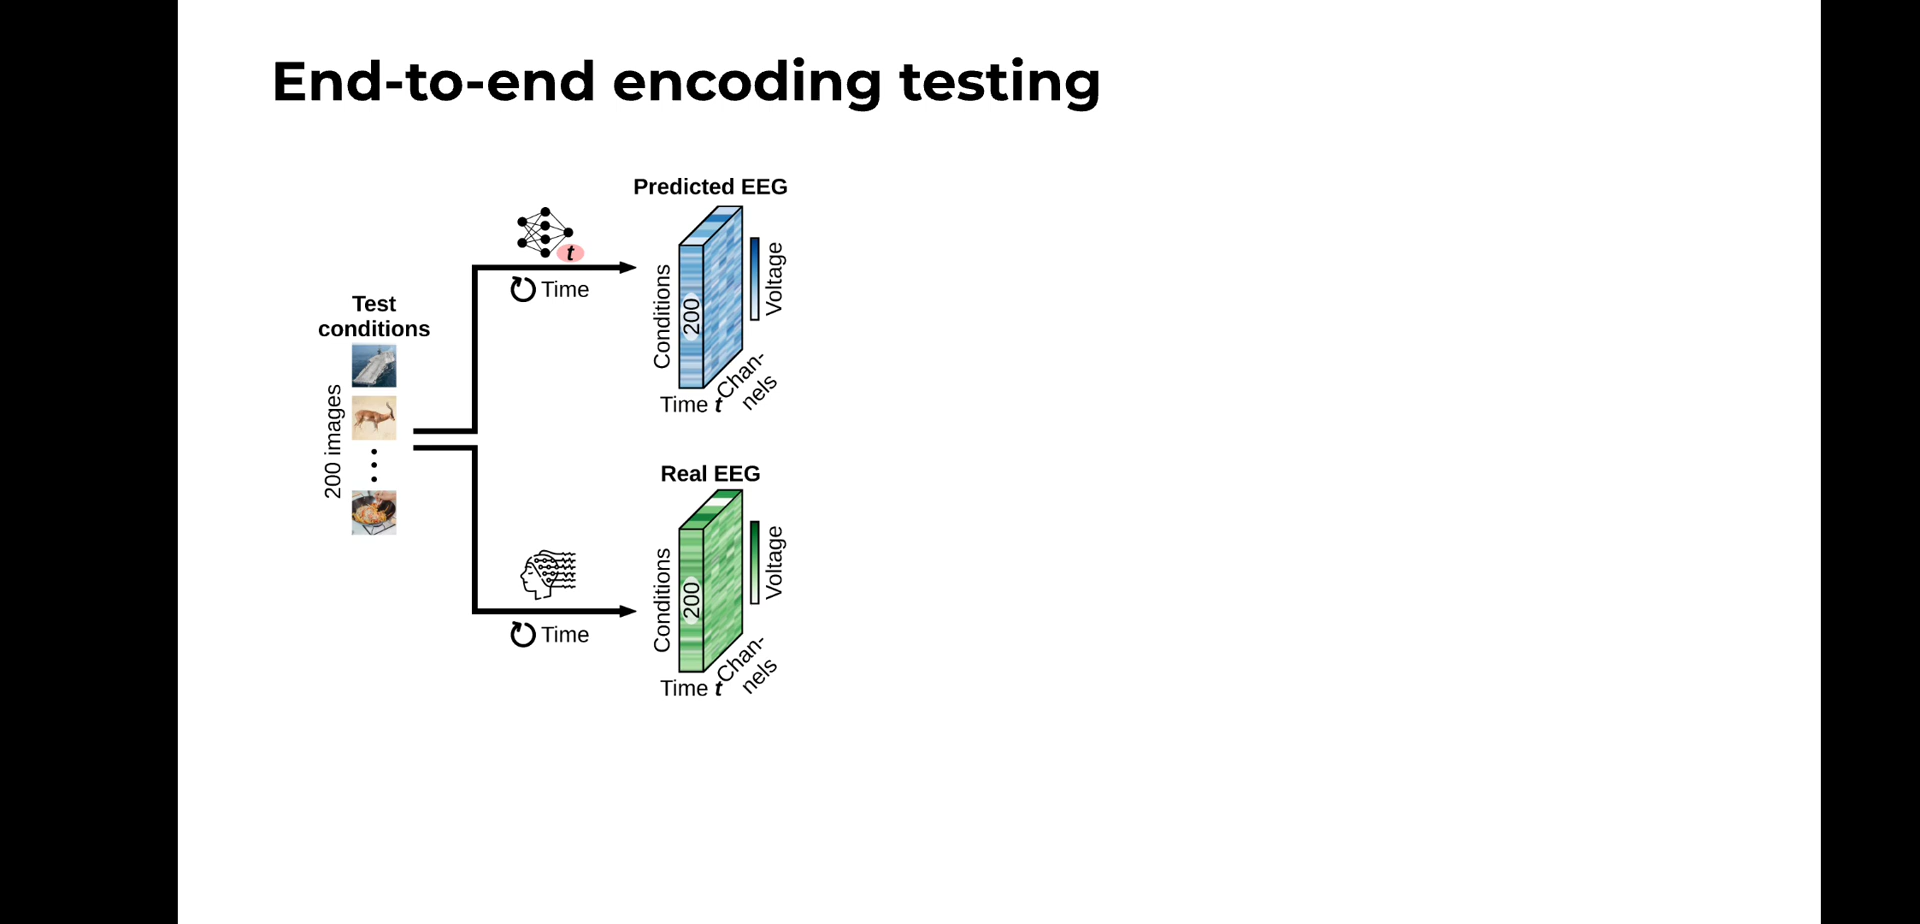 End-to-end encoding testing
Test
conditions
200 images
t
Time
Predicted EEG
Conditions
200
Voltage
Time t
Chan-
nels
Time
Real EEG
Conditions
200
Voltage
Time t
Chan-
nels